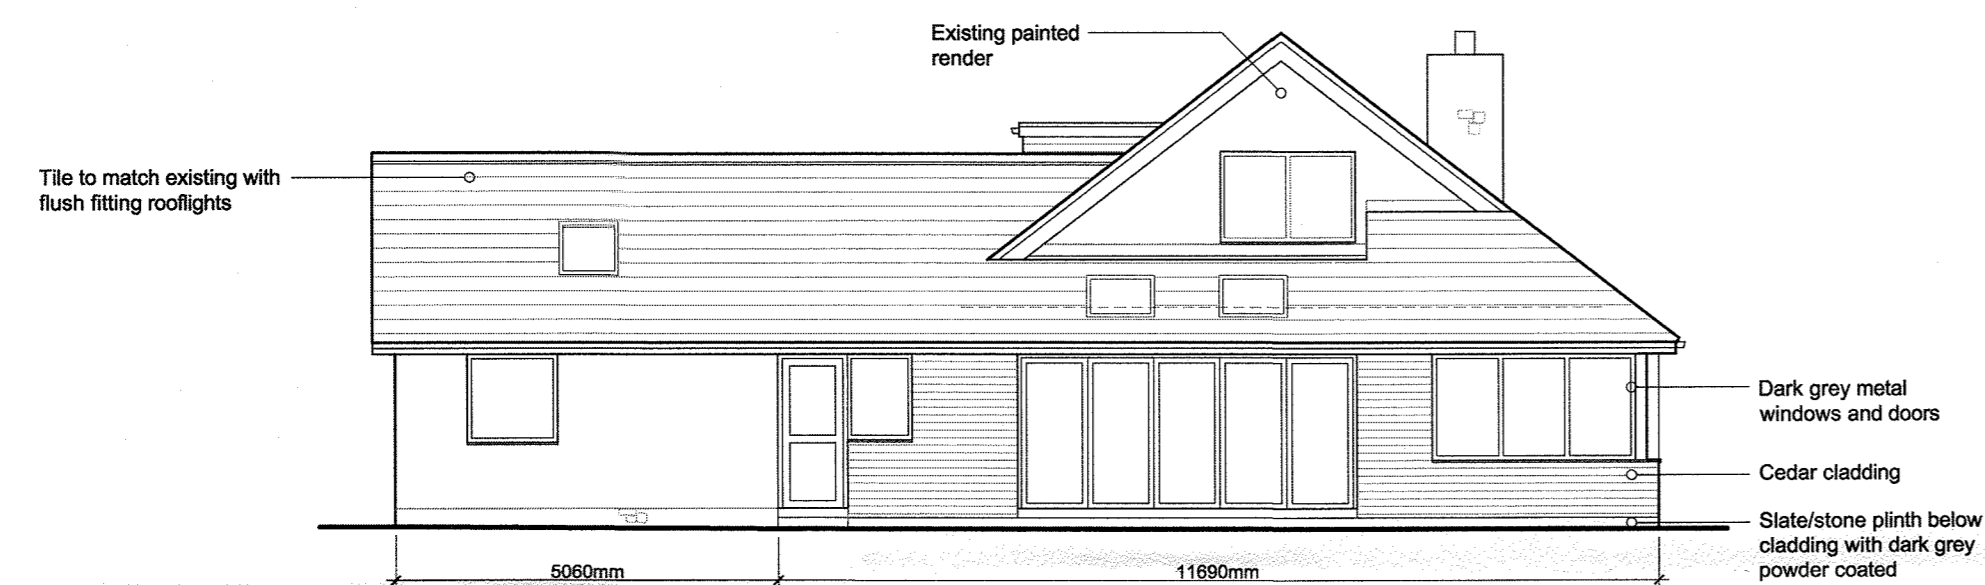 Existing painted
render
Tile to match existing with
flush fitting rooflights
Dark grey metal
windows and doors
Cedar cladding
Slate/stone plinth below
cladding with dark grey
powder coated
5060mm
11690mm